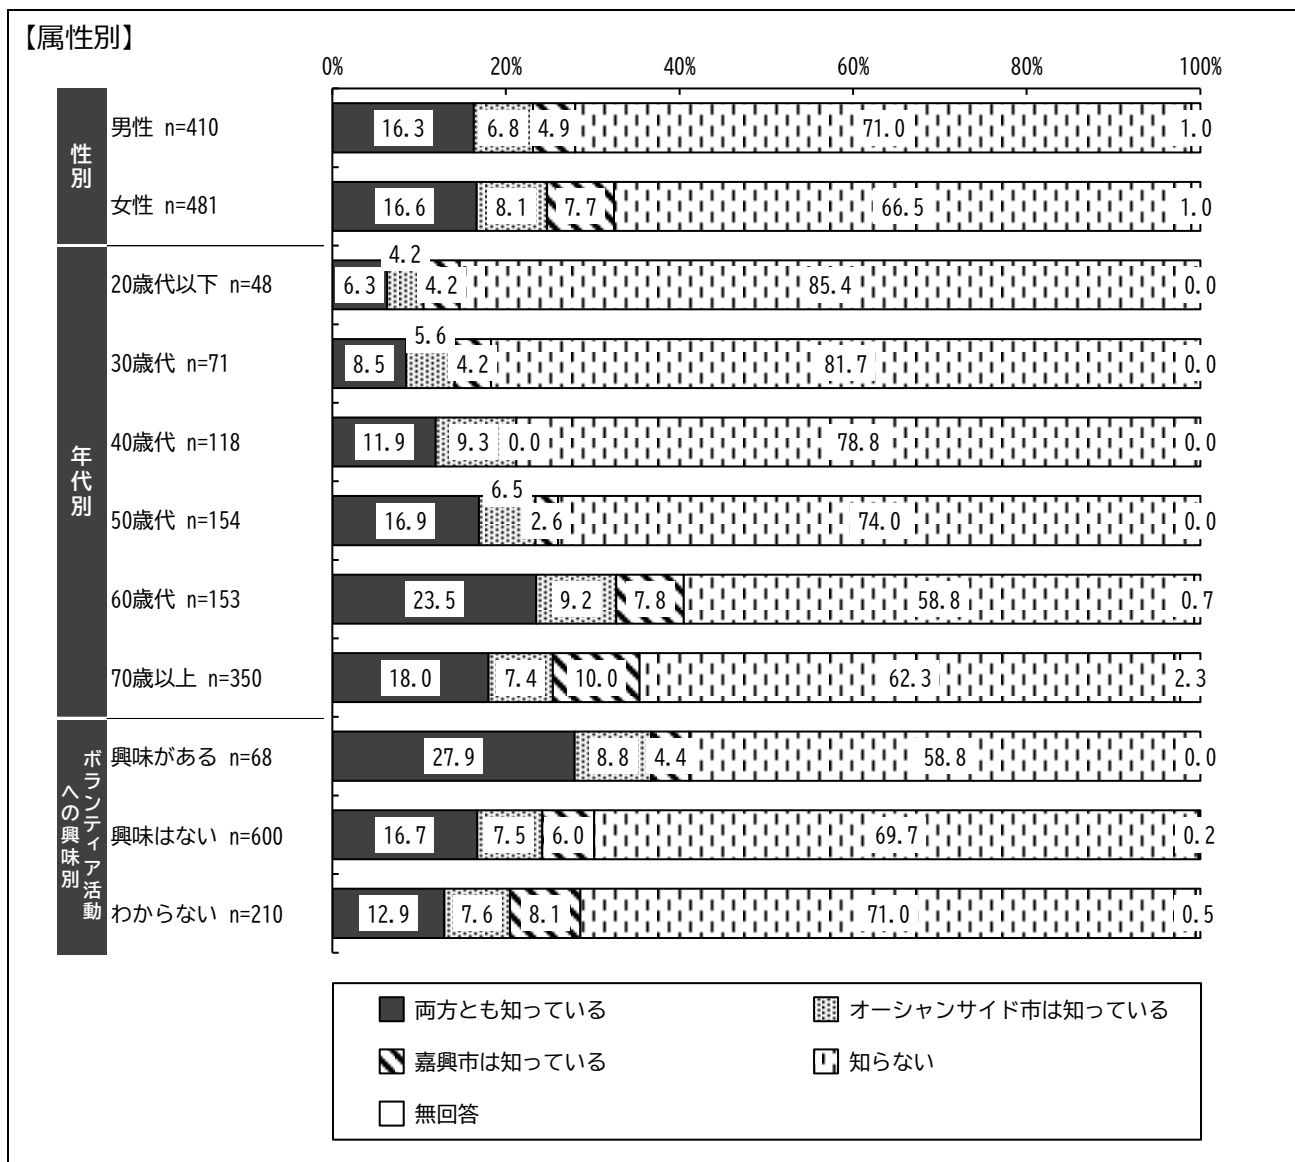 【属性別】
0% 20% 40% 60% 80% 100%
性別
男性 n=410 16.3 6.8 4.9 71.0 1.0
女性 n=481 16.6 8.1 7.7 66.5 1.0
年代別
20歳代以下 n=48 6.3 4.2 4.2 85.4 0.0
30歳代 n=71 8.5 5.6 4.2 81.7 0.0
40歳代 n=118 11.9 9.3 0.0 78.8 0.0
50歳代 n=154 16.9 6.5 2.6 74.0 0.0
60歳代 n=153 23.5 9.2 7.8 58.8 0.7
70歳以上 n=350 18.0 7.4 10.0 62.3 2.3
ボランティア活動
への興味別
興味がある n=68 27.9 8.8 4.4 58.8 0.0
興味はない n=600 16.7 7.5 6.0 69.7 0.2
わからない n=210 12.9 7.6 8.1 71.0 0.5
両方とも知っている オーシャンサイド市は知っている
嘉興市は知っている 知らない
無回答